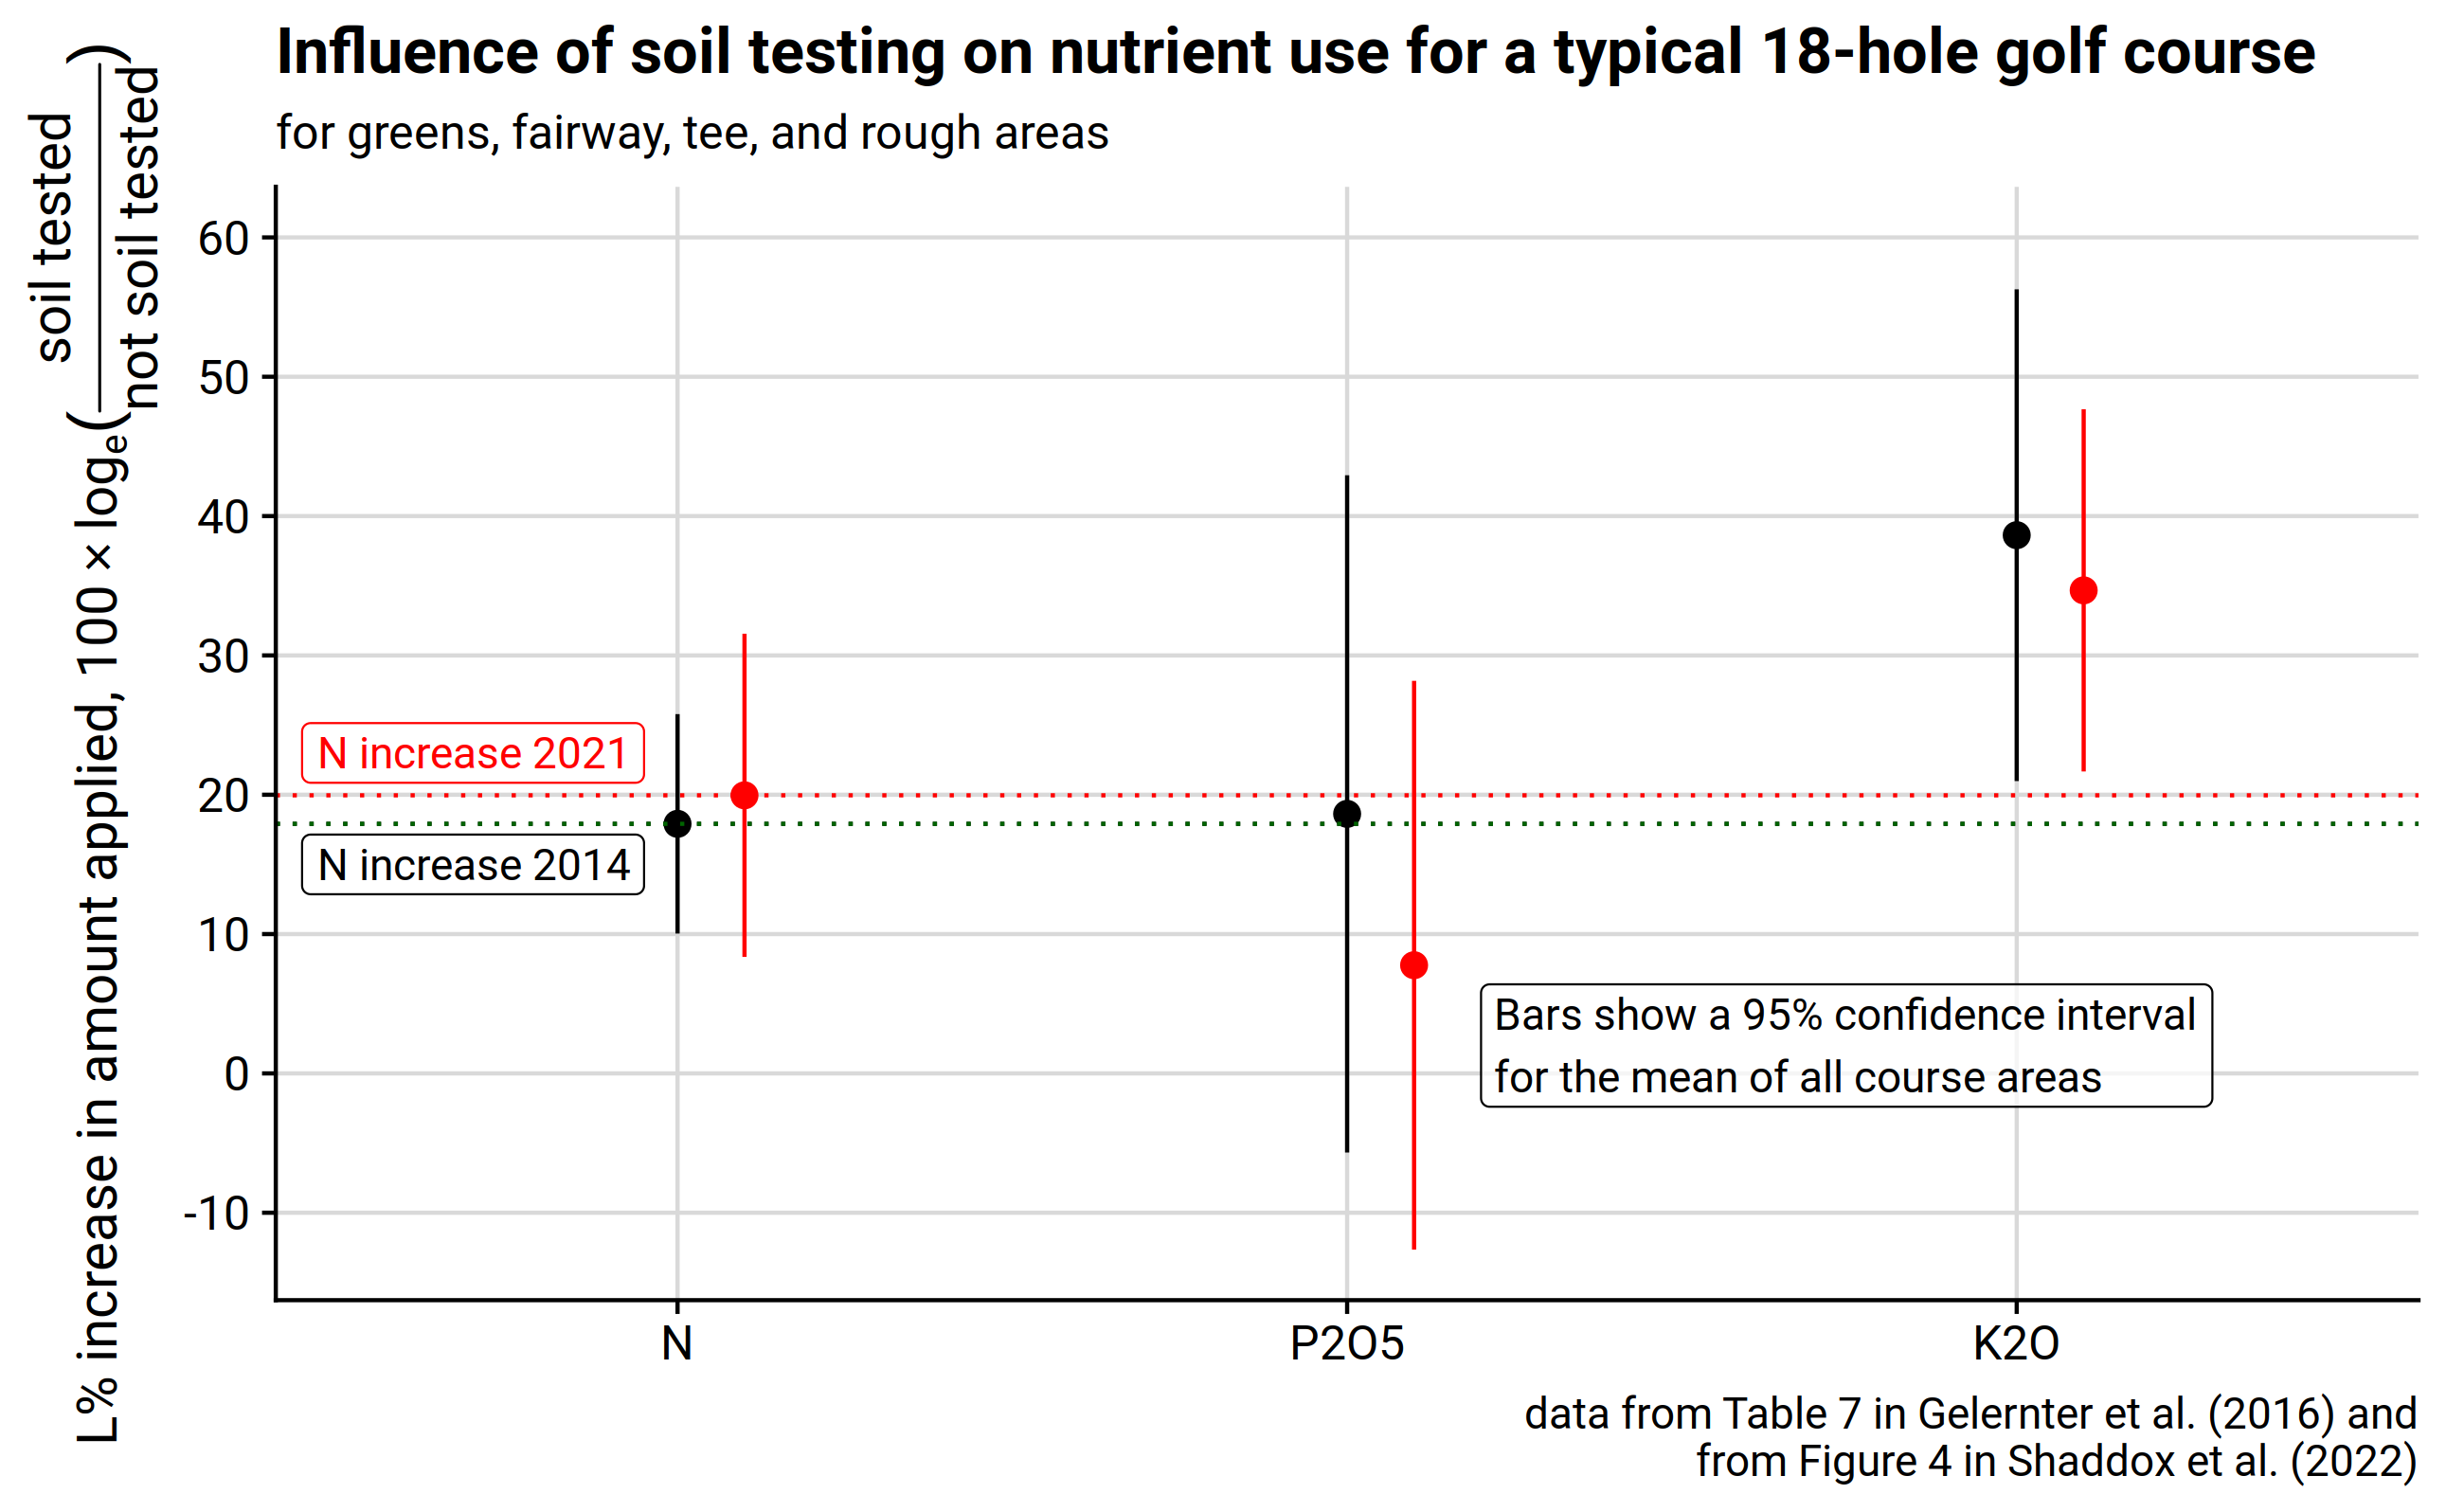 Influence of soil testing on nutrient use for a typical 18-hole golf course
for greens, fairway, tee, and rough areas
L% increase in amount applied, 100 × logₑ(soil tested / not soil tested)
60
50
40
30
20
10
0
-10
N increase 2021
N increase 2014
Bars show a 95% confidence interval
for the mean of all course areas
N
P2O5
K2O
data from Table 7 in Gelernter et al. (2016) and
from Figure 4 in Shaddox et al. (2022)